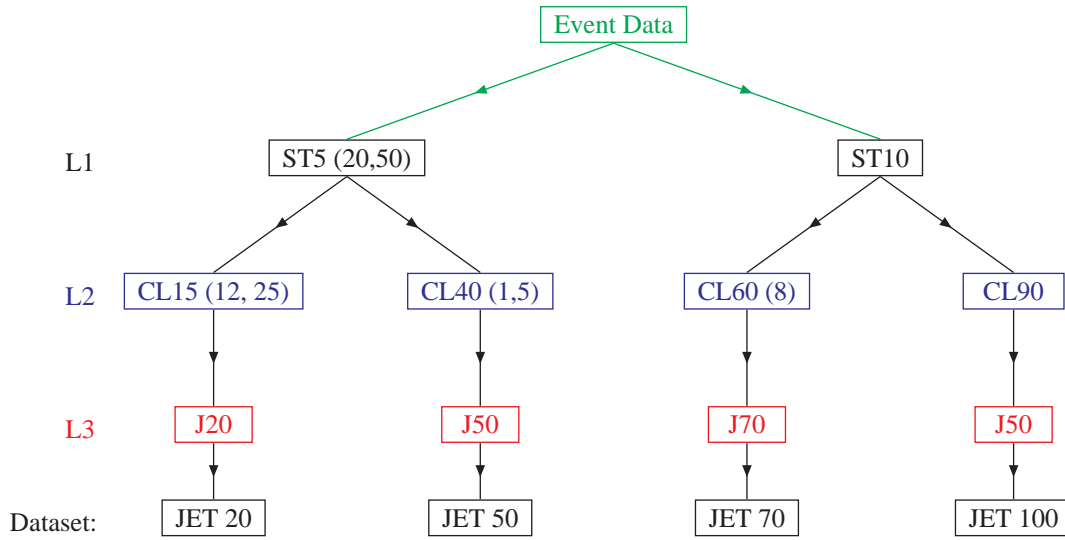 Event Data
L1 ST5 (20,50) ST10
L2 CL15 (12, 25) CL40 (1,5) CL60 (8) CL90
L3 J20 J50 J70 J50
Dataset: JET 20 JET 50 JET 70 JET 100